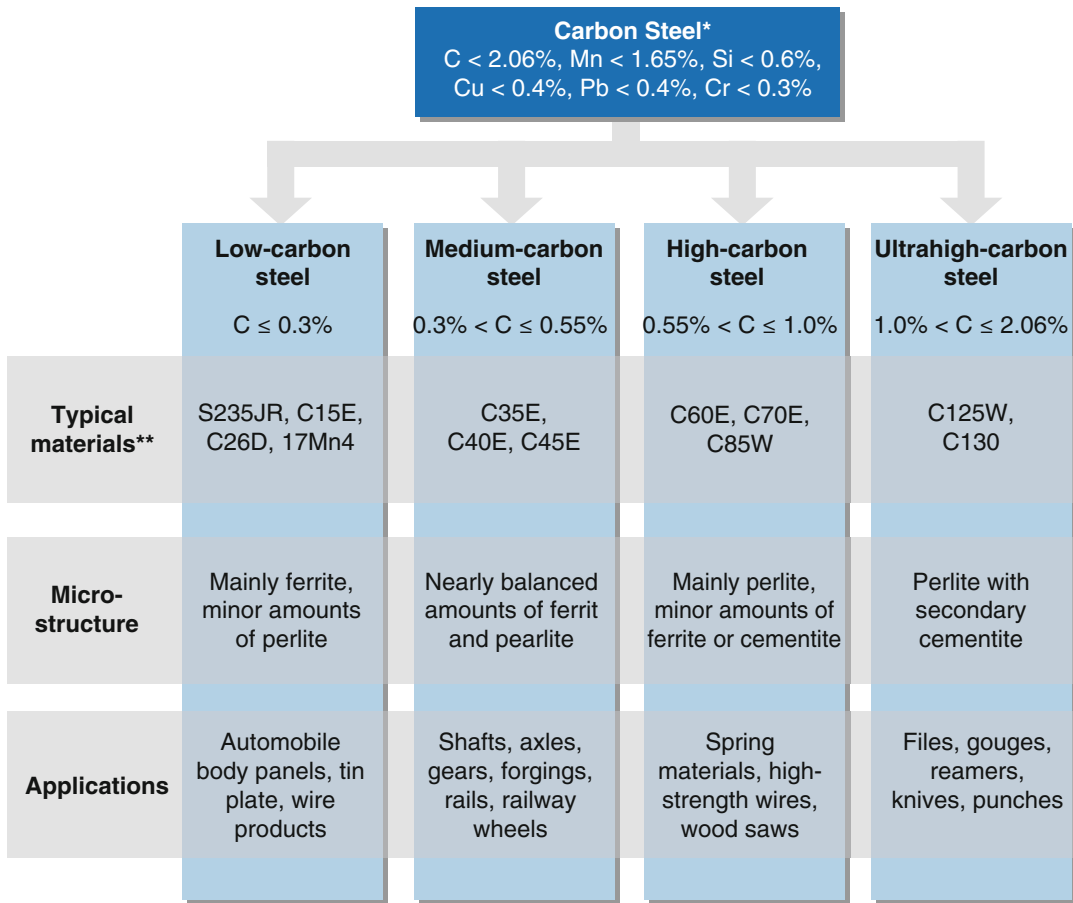 Carbon Steel*
C < 2.06%, Mn < 1.65%, Si < 0.6%,
Cu < 0.4%, Pb < 0.4%, Cr < 0.3%
Low-carbon
steel
C ≤ 0.3%
Medium-carbon
steel
0.3% < C ≤ 0.55%
High-carbon
steel
0.55% < C ≤ 1.0%
Ultrahigh-carbon
steel
1.0% < C ≤ 2.06%
Typical
materials**
S235JR, C15E,
C26D, 17Mn4
C35E,
C40E, C45E
C60E, C70E,
C85W
C125W,
C130
Micro-
structure
Mainly ferrite,
minor amounts
of perlite
Nearly balanced
amounts of ferrit
and pearlite
Mainly perlite,
minor amounts of
ferrite or cementite
Perlite with
secondary
cementite
Applications
Automobile
body panels, tin
plate, wire
products
Shafts, axles,
gears, forgings,
rails, railway
wheels
Spring
materials, high-
strength wires,
wood saws
Files, gouges,
reamers,
knives, punches